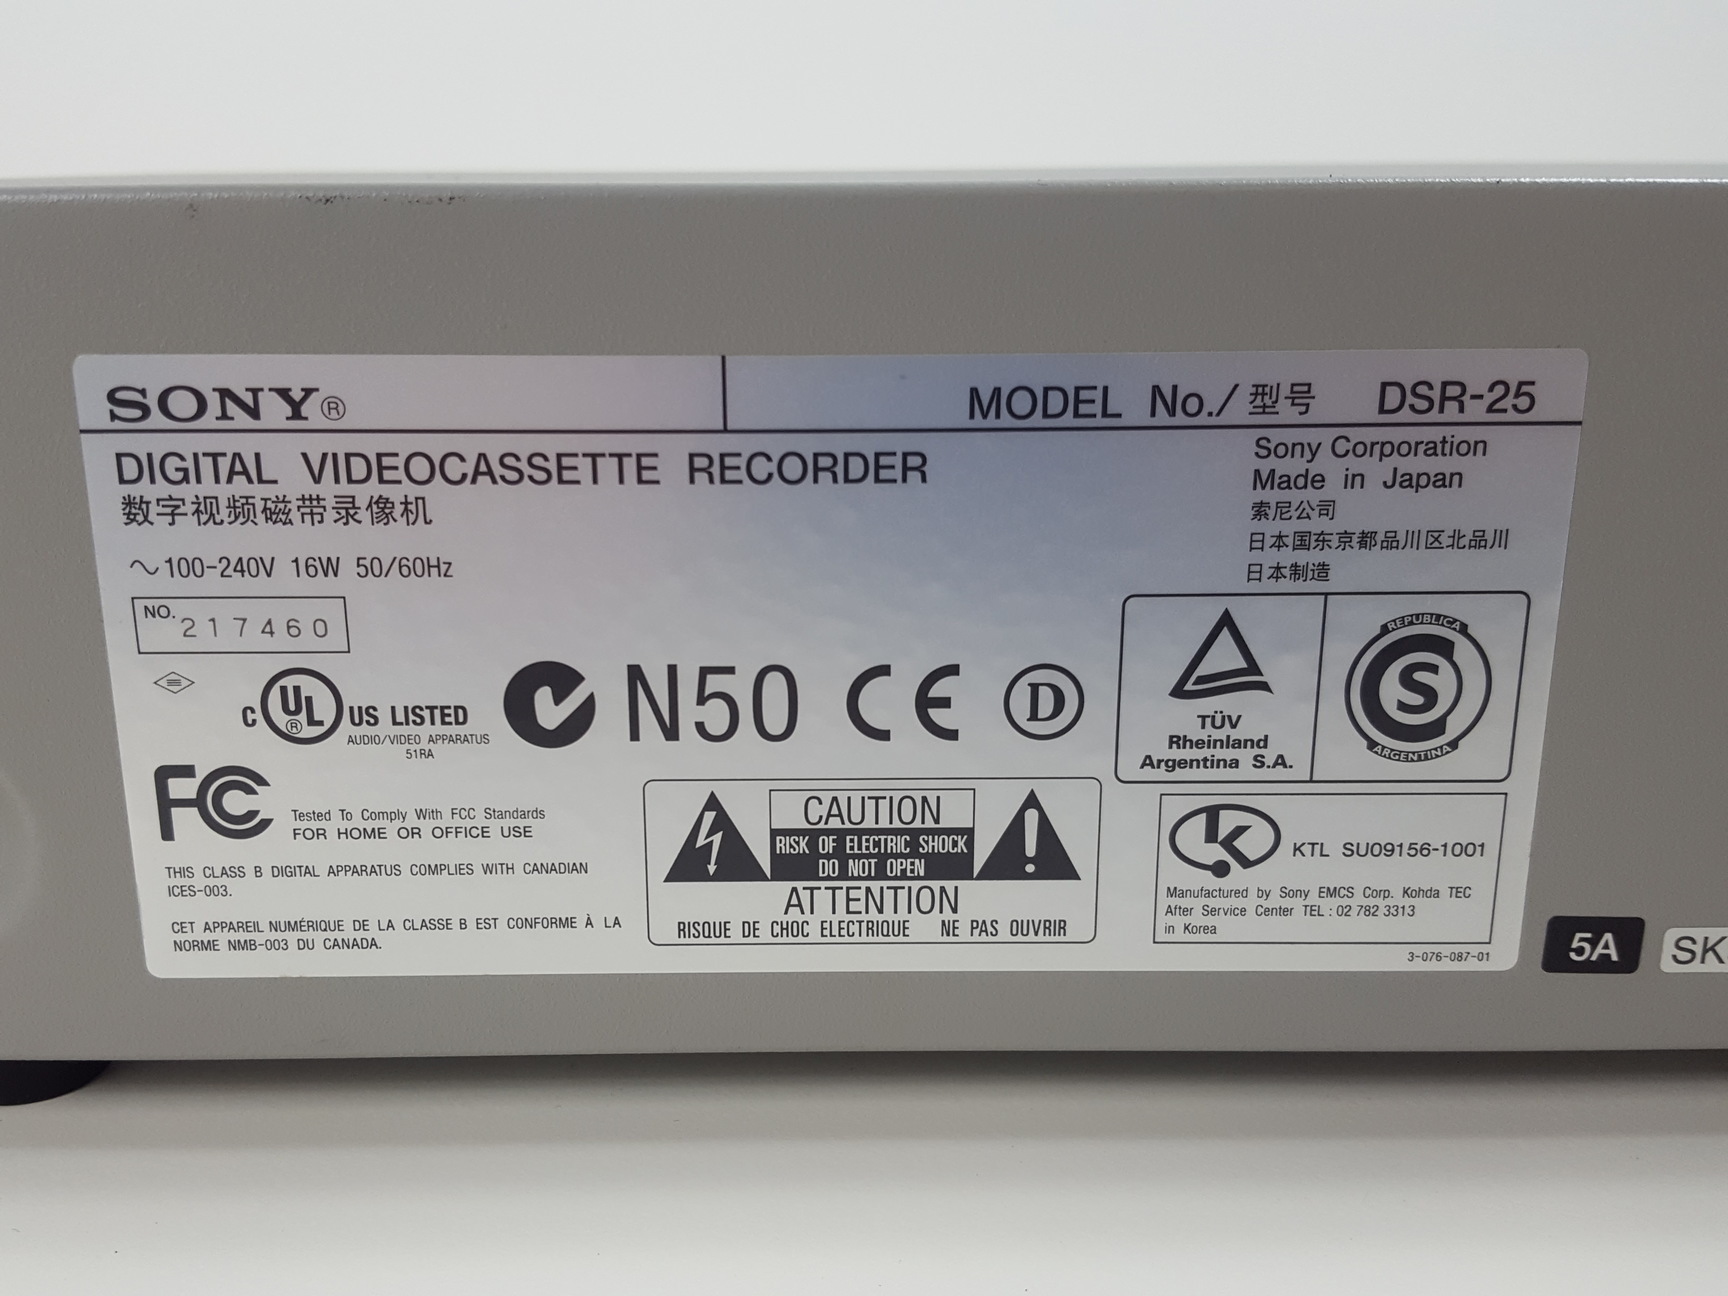 SONY®
MODEL No./型号 DSR-25
DIGITAL VIDEOCASSETTE RECORDER
数字视频磁带录像机
Sony Corporation
Made in Japan
索尼公司
日本国东京都品川区北品川
日本制造
～100-240V 16W 50/60Hz
NO. 217460
C UL® US LISTED
AUDIO/VIDEO APPARATUS
51RA
N50 CE D
TÜV
Rheinland
Argentina S.A.
REPUBLICA
S
ARGENTINA
FC
Tested To Comply With FCC Standards
FOR HOME OR OFFICE USE
THIS CLASS B DIGITAL APPARATUS COMPLIES WITH CANADIAN
ICES-003.
CET APPAREIL NUMÉRIQUE DE LA CLASSE B EST CONFORME À LA
NORME NMB-003 DU CANADA.
CAUTION
RISK OF ELECTRIC SHOCK
DO NOT OPEN
ATTENTION
RISQUE DE CHOC ELECTRIQUE NE PAS OUVRIR
KTL SU09156-1001
Manufactured by Sony EMCS Corp. Kohda TEC
After Service Center TEL : 02 782 3313
in Korea
3-076-087-01
5A